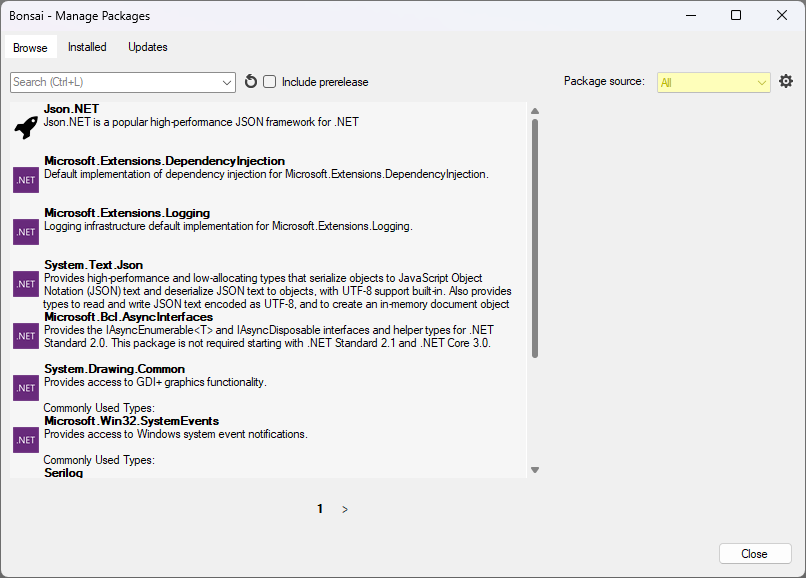 Bonsai - Manage Packages
Browse
Installed
Updates
Search (Ctrl+L)
Include prerelease
Package source:
All
Json.NET
Json.NET is a popular high-performance JSON framework for .NET
.NET
Microsoft.Extensions.DependencyInjection
Default implementation of dependency injection for Microsoft.Extensions.DependencyInjection.
.NET
Microsoft.Extensions.Logging
Logging infrastructure default implementation for Microsoft.Extensions.Logging.
.NET
System.Text.Json
Provides high-performance and low-allocating types that serialize objects to JavaScript Object
Notation (JSON) text and deserialize JSON text to objects, with UTF-8 support built-in. Also provides
types to read and write JSON text encoded as UTF-8, and to create an in-memory document object
.NET
Microsoft.Bcl.AsyncInterfaces
Provides the IAsyncEnumerable<T> and IAsyncDisposable interfaces and helper types for .NET
Standard 2.0. This package is not required starting with .NET Standard 2.1 and .NET Core 3.0.
.NET
System.Drawing.Common
Provides access to GDI+ graphics functionality.
Commonly Used Types:
.NET
Microsoft.Win32.SystemEvents
Provides access to Windows system event notifications.
Commonly Used Types:
Serilog
1 >
Close